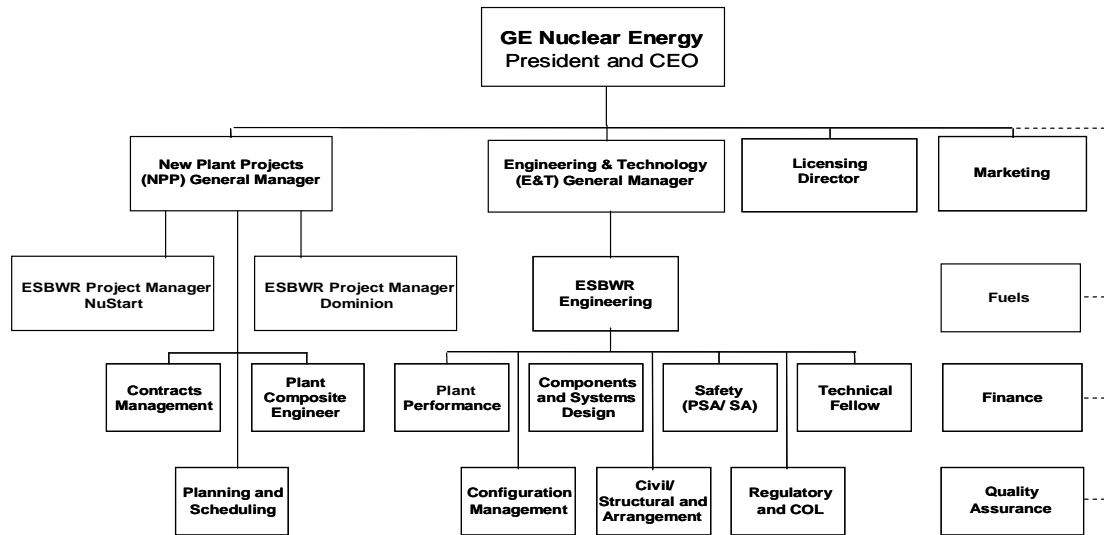 GE Nuclear Energy
President and CEO
New Plant Projects
(NPP) General Manager
Engineering & Technology
(E&T) General Manager
Licensing
Director
Marketing
ESBWR Project Manager
NuStart
ESBWR Project Manager
Dominion
ESBWR
Engineering
Fuels
Contracts
Management
Plant
Composite
Engineer
Plant
Performance
Components
and Systems
Design
Safety
(PSA/ SA)
Technical
Fellow
Finance
Planning and
Scheduling
Configuration
Management
Civil/
Structural and
Arrangement
Regulatory
and COL
Quality
Assurance